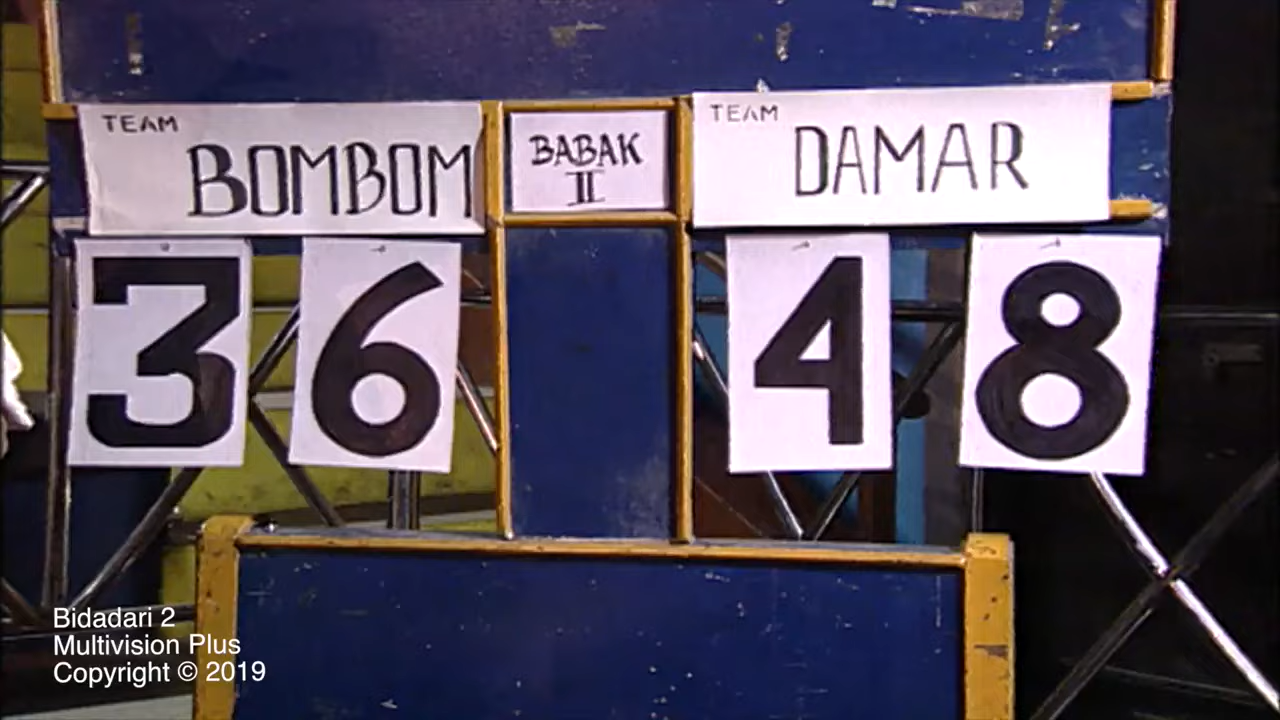 TEAM
BOMBOM
BABAK
II
TEAM
DAMAR
36
48
Bidadari 2
Multivision Plus
Copyright © 2019